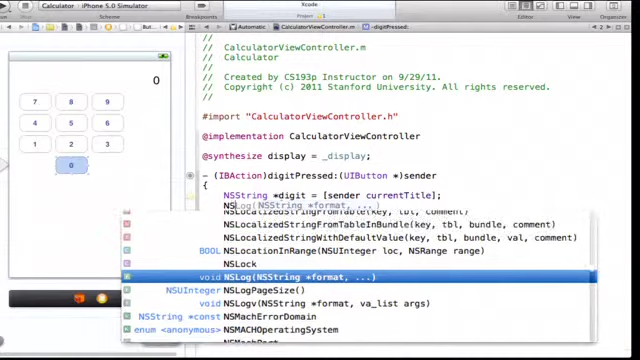 Xcode
Calculator
iPhone 5.0 Simulator
Scheme
Breakpoints
Project
1
Editor
View
Organizer
Automatic
CalculatorViewController.m
-digitPressed:
2
0
7 8 9
4 5 6
1 2 3
0
//
// CalculatorViewController.m
// Calculator
//
// Created by CS193p Instructor on 9/29/11.
// Copyright (c) 2011 Stanford University. All rights reserved.
//
#import "CalculatorViewController.h"
@implementation CalculatorViewController
@synthesize display = _display;
- (IBAction)digitPressed:(UIButton *)sender
{
NSString *digit = [sender currentTitle];
NSLog(NSString *format, ...)
NSLocalizedStringFromTable(key, tbl, comment)
NSLocalizedStringFromTableInBundle(key, tbl, bundle, comment)
NSLocalizedStringWithDefaultValue(key, tbl, bundle, val, comment)
BOOL NSLocationInRange(NSUInteger loc, NSRange range)
NSLock
void NSLog(NSString *format, ...)
NSUInteger NSLogPageSize()
void NSLogv(NSString *format, va_list args)
NSString *const NSMachErrorDomain
enum <anonymous> NSMACHOperatingSystem
NSMachPort